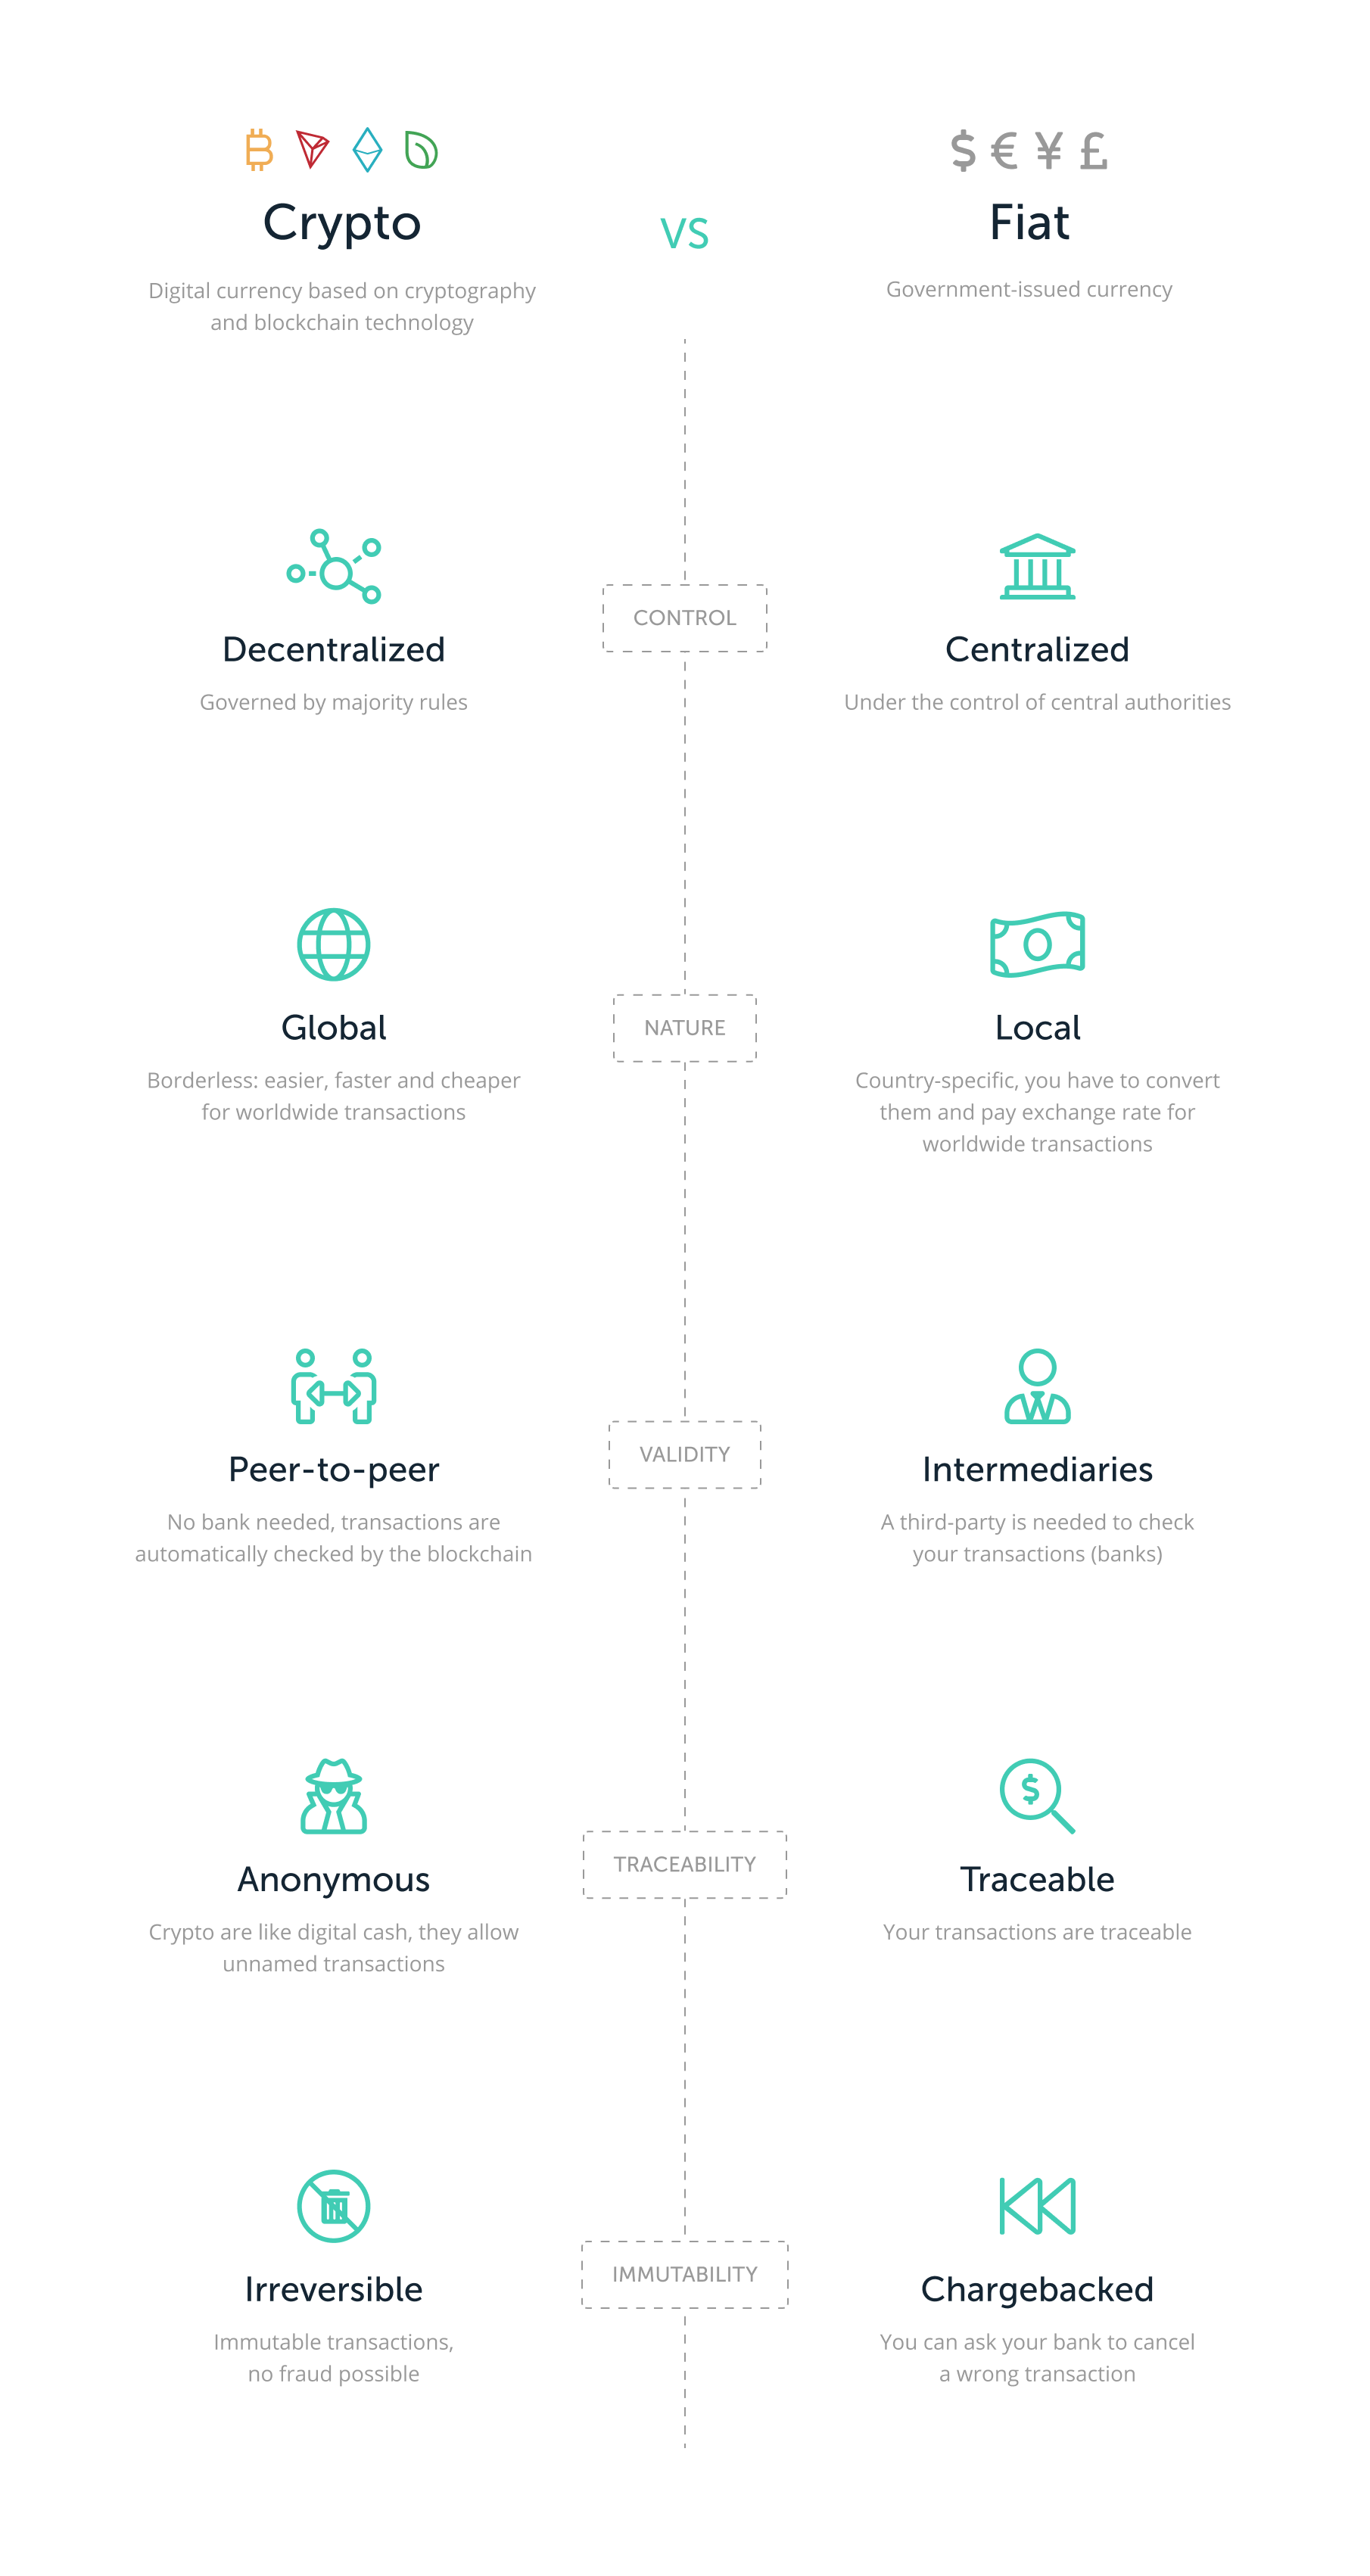 $ € ¥ £
Crypto
VS
Fiat
Digital currency based on cryptography
and blockchain technology
Government-issued currency
CONTROL
Decentralized
Governed by majority rules
Centralized
Under the control of central authorities
NATURE
Global
Borderless: easier, faster and cheaper
for worldwide transactions
Local
Country-specific, you have to convert
them and pay exchange rate for
worldwide transactions
VALIDITY
Peer-to-peer
No bank needed, transactions are
automatically checked by the blockchain
Intermediaries
A third-party is needed to check
your transactions (banks)
TRACEABILITY
Anonymous
Crypto are like digital cash, they allow
unnamed transactions
$
Traceable
Your transactions are traceable
IMMUTABILITY
Irreversible
Immutable transactions,
no fraud possible
Chargebacked
You can ask your bank to cancel
a wrong transaction